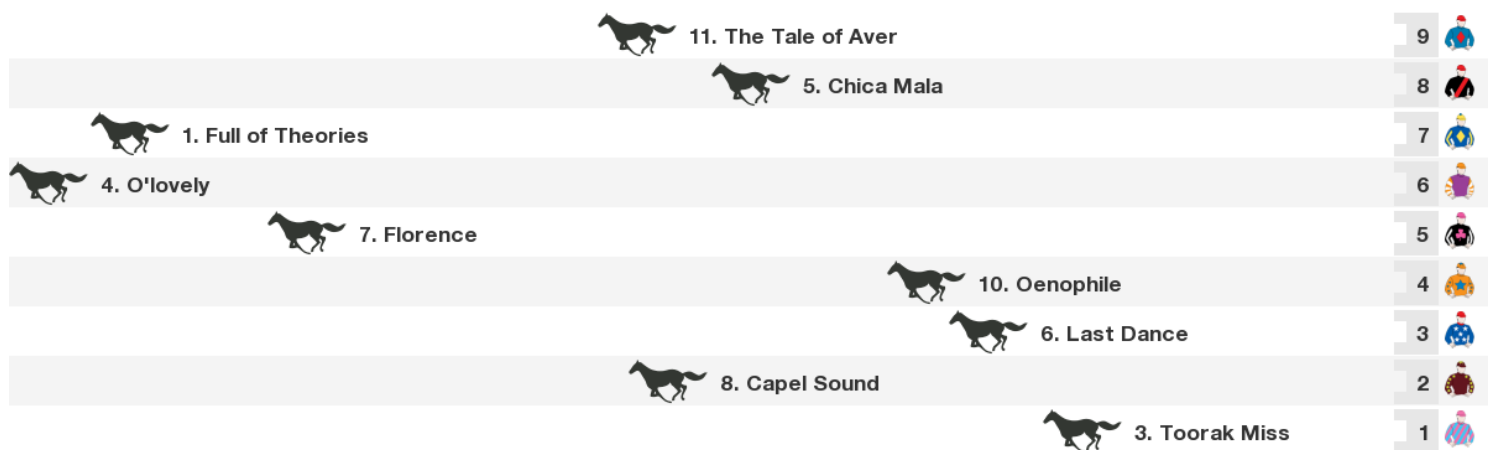 11. The Tale of Aver 9
5. Chica Mala 8
1. Full of Theories 7
4. O'lovely 6
7. Florence 5
10. Oenophile 4
6. Last Dance 3
8. Capel Sound 2
3. Toorak Miss 1